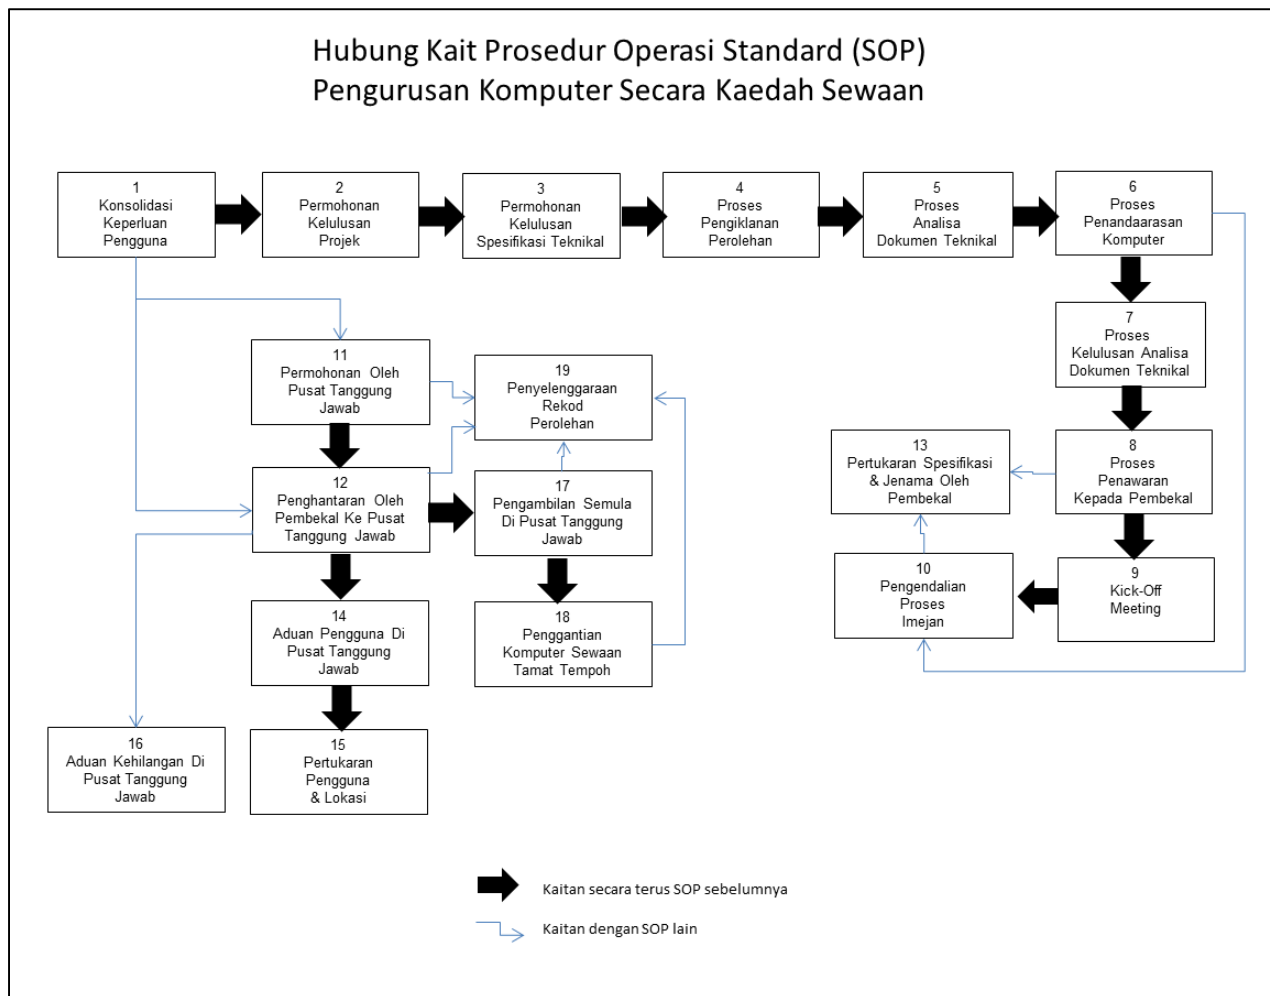 Hubung Kait Prosedur Operasi Standard (SOP)
Pengurusan Komputer Secara Kaedah Sewaan
1
Konsolidasi
Keperluan
Pengguna
2
Permohonan
Kelulusan
Projek
3
Permohonan
Kelulusan
Spesifikasi Teknikal
4
Proses
Pengiklanan
Perolehan
5
Proses
Analisa
Dokumen Teknikal
6
Proses
Penandaarasan
Komputer
7
Proses
Kelulusan Analisa
Dokumen Teknikal
11
Permohonan Oleh
Pusat Tanggung
Jawab
19
Penyelenggaraan
Rekod
Perolehan
13
Pertukaran Spesifikasi
& Jenama Oleh
Pembekal
8
Proses
Penawaran
Kepada Pembekal
12
Penghantaran Oleh
Pembekal Ke Pusat
Tanggung Jawab
17
Pengambilan Semula
Di Pusat Tanggung
Jawab
10
Pengendalian
Proses
Imejan
9
Kick-Off
Meeting
14
Aduan Pengguna Di
Pusat Tanggung
Jawab
18
Penggantian
Komputer Sewaan
Tamat Tempoh
16
Aduan Kehilangan Di
Pusat Tanggung
Jawab
15
Pertukaran
Pengguna
& Lokasi
Kaitan secara terus SOP sebelumnya
Kaitan dengan SOP lain